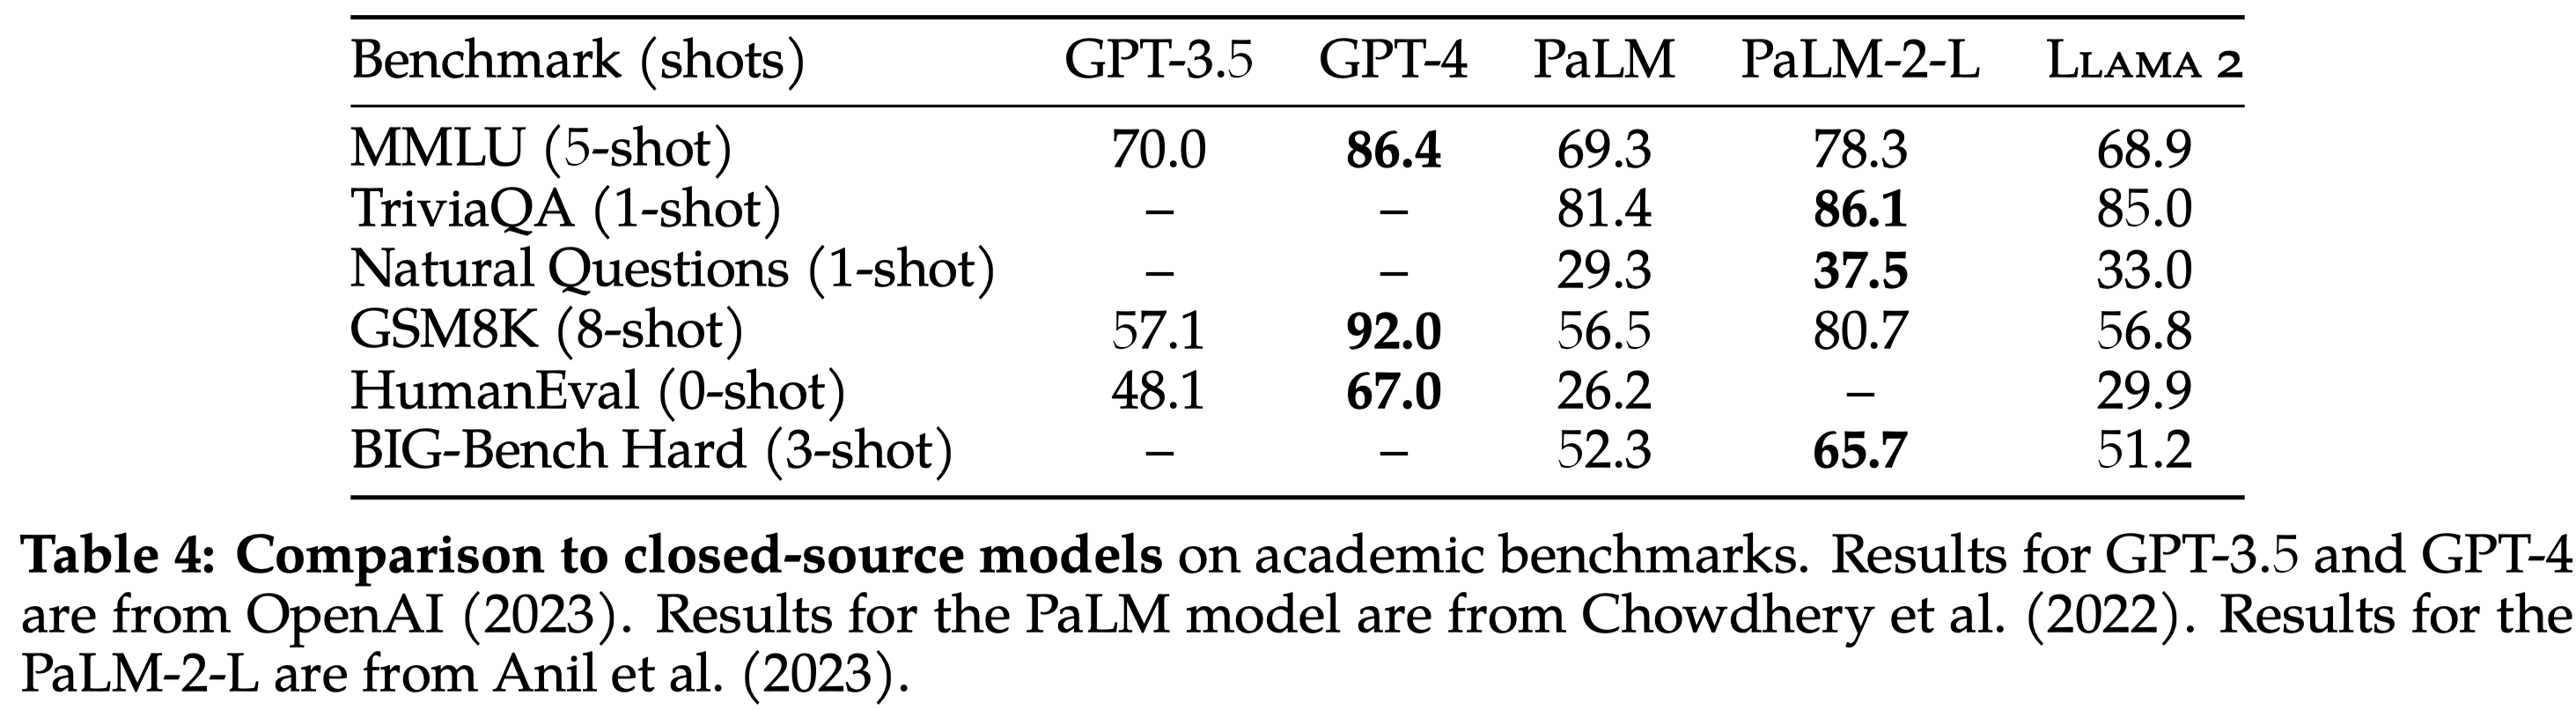 Benchmark (shots) GPT-3.5 GPT-4 PaLM PaLM-2-L LLAMA 2
MMLU (5-shot) 70.0 86.4 69.3 78.3 68.9
TriviaQA (1-shot) – – 81.4 86.1 85.0
Natural Questions (1-shot) – – 29.3 37.5 33.0
GSM8K (8-shot) 57.1 92.0 56.5 80.7 56.8
HumanEval (0-shot) 48.1 67.0 26.2 – 29.9
BIG-Bench Hard (3-shot) – – 52.3 65.7 51.2
Table 4: Comparison to closed-source models on academic benchmarks. Results for GPT-3.5 and GPT-4
are from OpenAI (2023). Results for the PaLM model are from Chowdhery et al. (2022). Results for the
PaLM-2-L are from Anil et al. (2023).